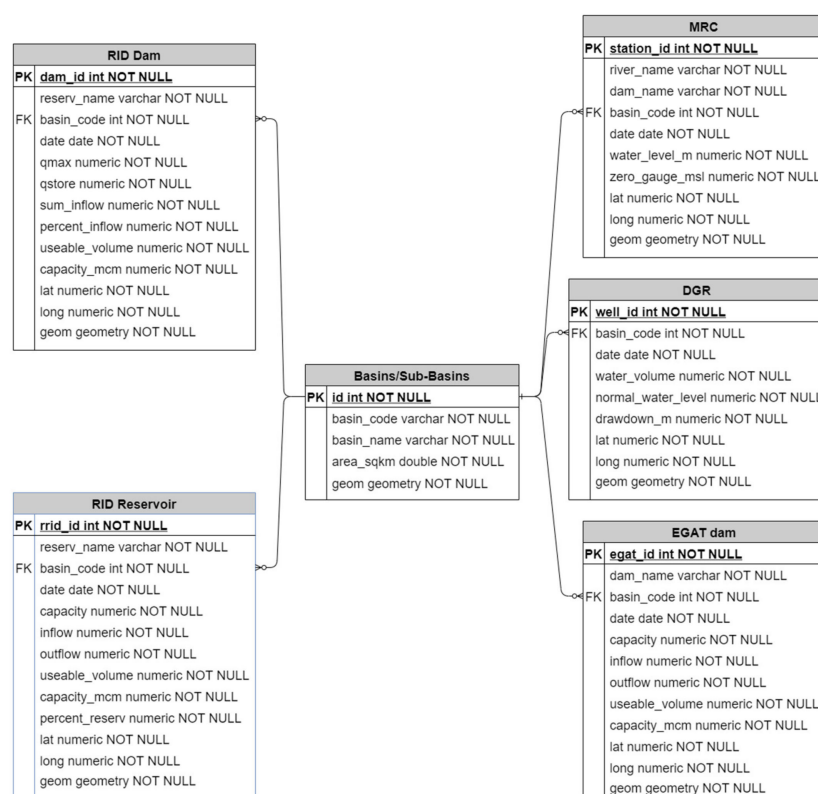 RID Dam
PK dam_id int NOT NULL
reserv_name varchar NOT NULL
FK basin_code int NOT NULL
date date NOT NULL
qmax numeric NOT NULL
qstore numeric NOT NULL
sum_inflow numeric NOT NULL
percent_inflow numeric NOT NULL
useable_volume numeric NOT NULL
capacity_mcm numeric NOT NULL
lat numeric NOT NULL
long numeric NOT NULL
geom geometry NOT NULL
RID Reservoir
PK rrid_id int NOT NULL
reserv_name varchar NOT NULL
FK basin_code int NOT NULL
date date NOT NULL
capacity numeric NOT NULL
inflow numeric NOT NULL
outflow numeric NOT NULL
useable_volume numeric NOT NULL
capacity_mcm numeric NOT NULL
percent_reserv numeric NOT NULL
lat numeric NOT NULL
long numeric NOT NULL
geom geometry NOT NULL
Basins/Sub-Basins
PK id int NOT NULL
basin_code varchar NOT NULL
basin_name varchar NOT NULL
area_sqkm double NOT NULL
geom geometry NOT NULL
MRC
PK station_id int NOT NULL
river_name varchar NOT NULL
dam_name varchar NOT NULL
FK basin_code int NOT NULL
date date NOT NULL
water_level_m numeric NOT NULL
zero_gauge_msl numeric NOT NULL
lat numeric NOT NULL
long numeric NOT NULL
geom geometry NOT NULL
DGR
PK well_id int NOT NULL
FK basin_code int NOT NULL
date date NOT NULL
water_volume numeric NOT NULL
normal_water_level numeric NOT NULL
drawdown_m numeric NOT NULL
lat numeric NOT NULL
long numeric NOT NULL
geom geometry NOT NULL
EGAT dam
PK egat_id int NOT NULL
dam_name varchar NOT NULL
FK basin_code int NOT NULL
date date NOT NULL
capacity numeric NOT NULL
inflow numeric NOT NULL
outflow numeric NOT NULL
useable_volume numeric NOT NULL
capacity_mcm numeric NOT NULL
lat numeric NOT NULL
long numeric NOT NULL
geom geometry NOT NULL